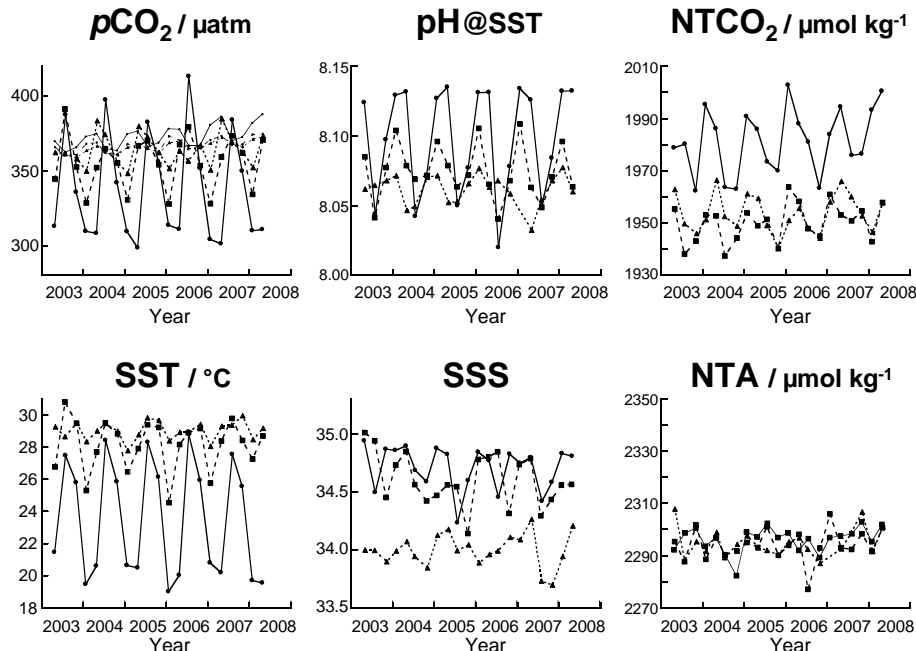 pCO2 / µatm
pH@SST
NTCO2 / µmol kg-1
400
350
300
2003 2004 2005 2006 2007 2008
Year
8.15
8.10
8.05
8.00
2003 2004 2005 2006 2007 2008
Year
2010
1990
1970
1950
1930
2003 2004 2005 2006 2007 2008
Year
SST / °C
SSS
NTA / µmol kg-1
30
28
26
24
22
20
18
2003 2004 2005 2006 2007 2008
Year
35.0
34.5
34.0
33.5
2003 2004 2005 2006 2007 2008
Year
2350
2330
2310
2290
2270
2003 2004 2005 2006 2007 2008
Year